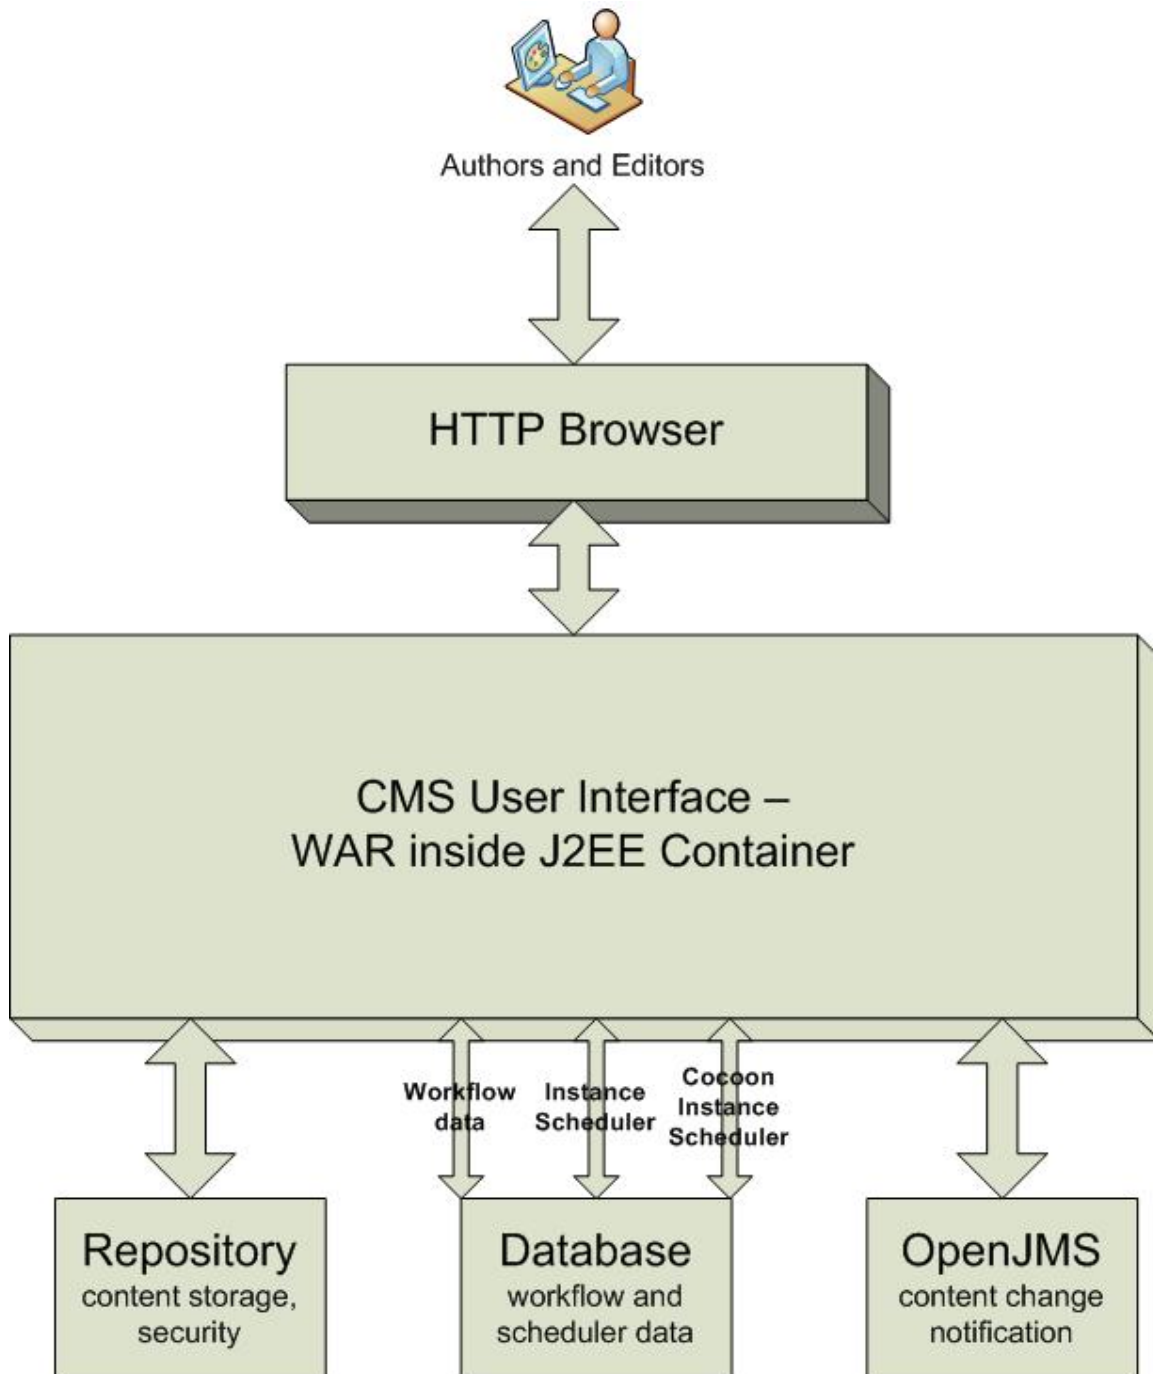 Authors and Editors
HTTP Browser
CMS User Interface –
WAR inside J2EE Container
Workflow
data
Instance
Scheduler
Cocoon
Instance
Scheduler
Repository
content storage,
security
Database
workflow and
scheduler data
OpenJMS
content change
notification